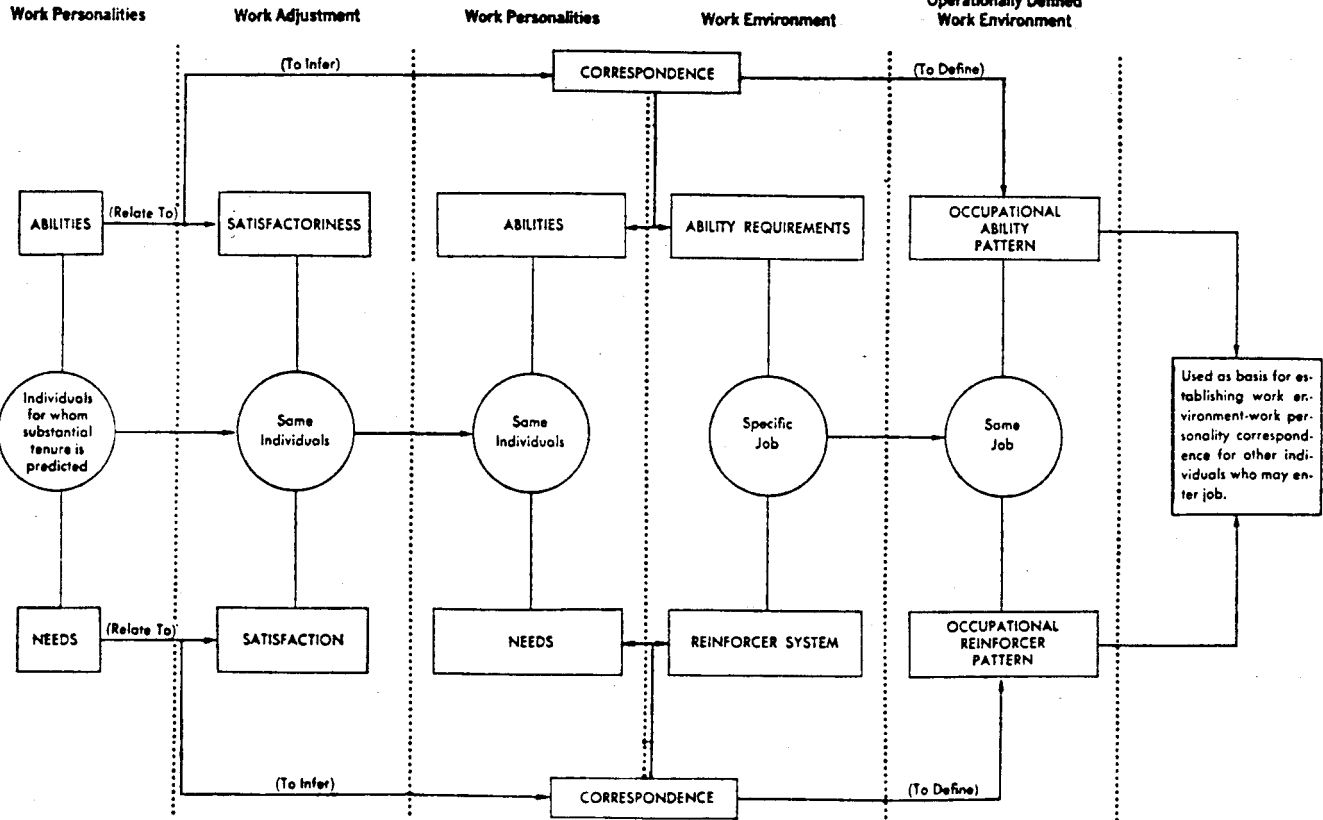 Operationally Defined
Work Personalities
Work Adjustment
Work Personalities
Work Environment
Work Environment
(To Infer)
CORRESPONDENCE
(To Define)
ABILITIES
(Relate To)
SATISFACTORINESS
ABILITIES
ABILITY REQUIREMENTS
OCCUPATIONAL
ABILITY
PATTERN
Individuals
for whom
substantial
tenure is
predicted
Same
Individuals
Same
Individuals
Specific
Job
Same
Job
Used as basis for es-
tablishing work en-
vironment-work per-
sonality correspond-
ence for other indi-
viduals who may en-
ter job.
NEEDS
(Relate To)
SATISFACTION
NEEDS
REINFORCER SYSTEM
OCCUPATIONAL
REINFORCER
PATTERN
(To Infer)
CORRESPONDENCE
(To Define)